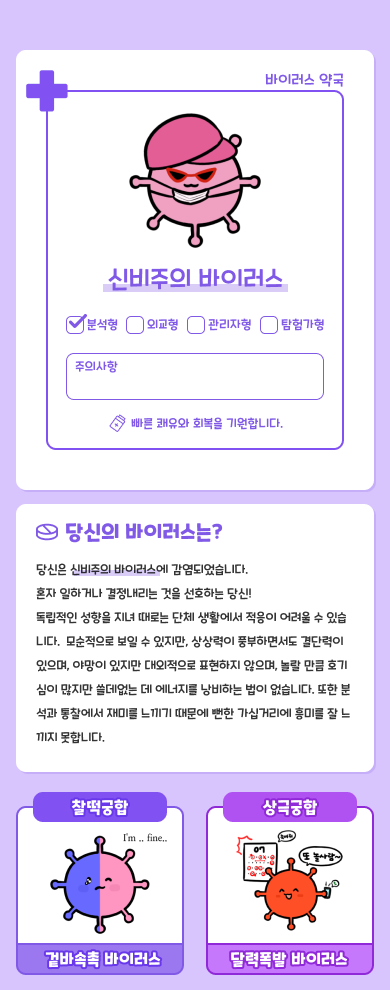 바이러스 약국
신비주의 바이러스
분석형 외교형 관리자형 탐험가형
주의사항
빠른 쾌유와 회복을 기원합니다.
당신의 바이러스는?
당신은 신비주의 바이러스에 감염되었습니다.
혼자 일하거나 결정내리는 것을 선호하는 당신!
독립적인 성향을 지녀 때로는 단체 생활에서 적응이 어려울 수 있습
니다. 모순적으로 보일 수 있지만, 상상력이 풍부하면서도 결단력이
있으며, 야망이 있지만 대외적으로 표현하지 않으며, 놀랄 만큼 호기
심이 많지만 쓸데없는 데 에너지를 낭비하는 법이 없습니다. 또한 분
석과 통찰에서 재미를 느끼기 때문에 뻔한 가십거리에 흥미를 잘 느
끼지 못합니다.
찰떡궁합
I'm .. fine..
겉바속촉 바이러스
상극궁합
07
또 놀사람~
달력폭발 바이러스